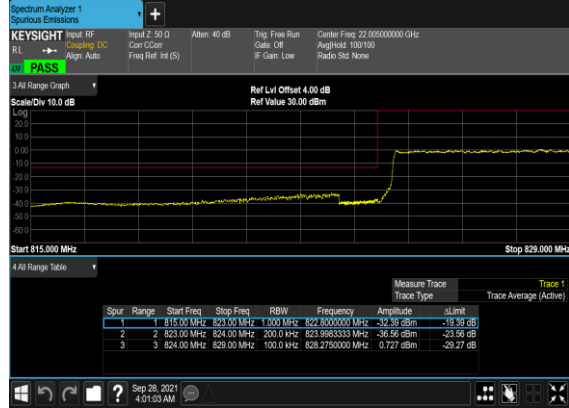 Spectrum Analyzer 1
Spurious Emissions
+
KEYSIGHT Input: RF Input Z: 50 Ω Atten: 40 dB Trig: Free Run Center Freq: 22.005000000 GHz
RL Coupling: DC Corr CCorr Gate: Off Avg|Hold: 100/100
Align: Auto Freq Ref: Int (S) IF Gain: Low Radio Std: None
PASS
3 All Range Graph
Ref Lvl Offset 4.00 dB
Scale/Div 10.0 dB Ref Value 30.00 dBm
Log
20.0
10.0
0.00
-10.0
-20.0
-30.0
-40.0
-50.0
-60.0
Start 815.000 MHz Stop 829.000 MHz
4 All Range Table
Measure Trace Trace 1
Trace Type Trace Average (Active)
Spur Range Start Freq Stop Freq RBW Frequency Amplitude ΔLimit
1 1 815.00 MHz 823.00 MHz 1.000 MHz 822.8000000 MHz -32.39 dBm -19.39 dB
2 2 823.00 MHz 824.00 MHz 200.0 kHz 823.9983333 MHz -36.56 dBm -23.56 dB
3 3 824.00 MHz 829.00 MHz 100.0 kHz 828.2750000 MHz 0.727 dBm -29.27 dB
? Sep 28, 2021
4:01:03 AM